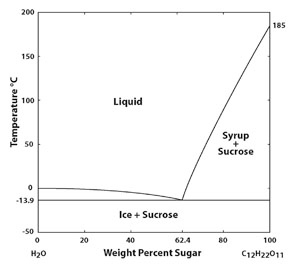 200
185
150
100
50
0
-13.9
-50
Temperature °C
Liquid
Syrup
+
Sucrose
Ice + Sucrose
0
20
40
62.4
80
100
H₂O
Weight Percent Sugar
C₁₂H₂₂O₁₁